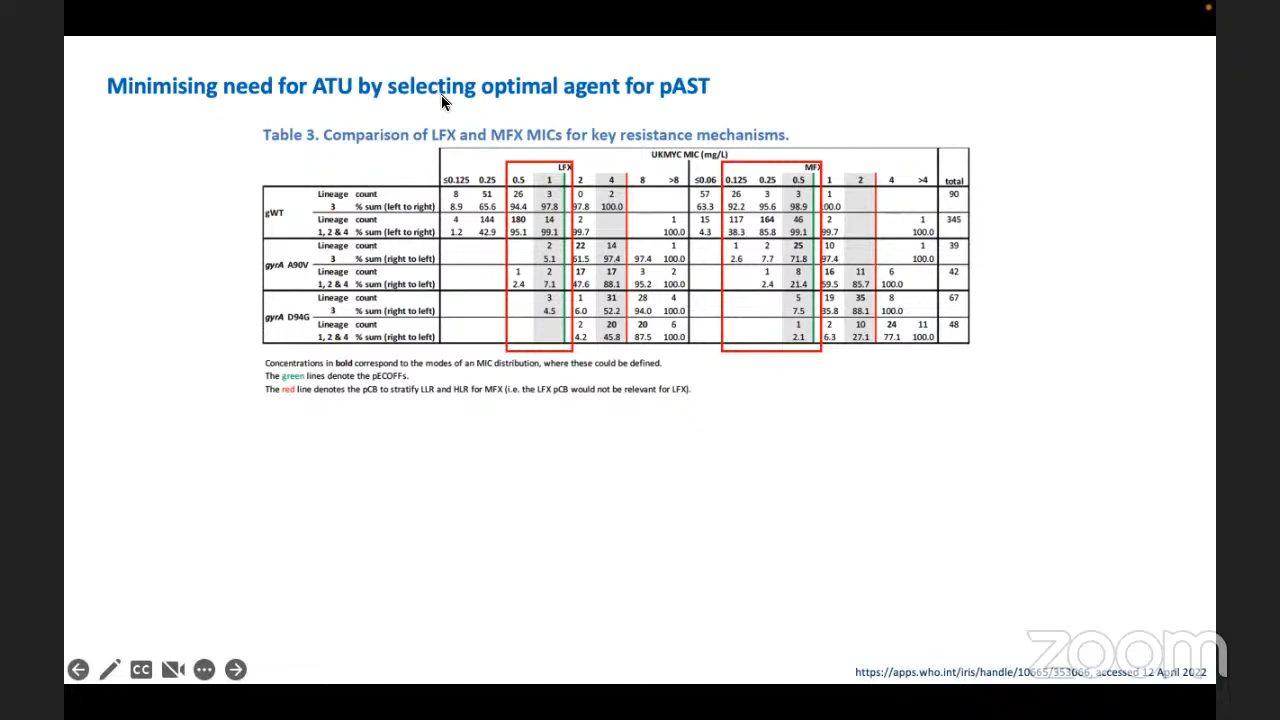 Minimising need for ATU by selecting optimal agent for pAST
Table 3. Comparison of LFX and MFX MICs for key resistance mechanisms.
UKMYC MIC (mg/L)
LFX MFX
≤0.125 0.25 0.5 1 2 4 8 >8 ≤0.06 0.125 0.25 0.5 1 2 4 >4 total
gWT Lineage count 8 51 26 3 0 2 57 26 3 3 1 90
3 % sum (left to right) 8.9 65.6 94.4 97.8 97.8 100.0 63.3 92.2 95.6 98.9 00.0
Lineage count 4 144 180 14 2 1 15 117 164 46 2 1 345
1, 2 & 4 % sum (left to right) 1.2 42.9 95.1 99.1 99.7 100.0 4.3 38.3 85.8 99.1 99.7 100.0
gyrA A90V Lineage count 2 22 14 1 1 2 25 10 1 39
3 % sum (right to left) 5.1 61.5 97.4 97.4 100.0 2.6 7.7 71.8 97.4 100.0
Lineage count 1 2 17 17 3 2 1 8 16 11 6 42
1, 2 & 4 % sum (right to left) 2.4 7.1 47.6 88.1 95.2 100.0 2.4 21.4 59.5 85.7 100.0
gyrA D94G Lineage count 3 1 31 28 4 5 19 35 8 67
3 % sum (right to left) 4.5 6.0 52.2 94.0 100.0 7.5 35.8 88.1 100.0
Lineage count 2 20 20 6 1 2 10 24 11 48
1, 2 & 4 % sum (right to left) 4.2 45.8 87.5 100.0 2.1 6.3 27.1 77.1 100.0
Concentrations in bold correspond to the modes of an MIC distribution, where these could be defined.
The green lines denote the pECOFFs.
The red line denotes the pCB to stratify LLR and HLR for MFX (i.e. the LFX pCB would not be relevant for LFX).
CC
zoom
https://apps.who.int/iris/handle/10665/353066, accessed 12 April 2022